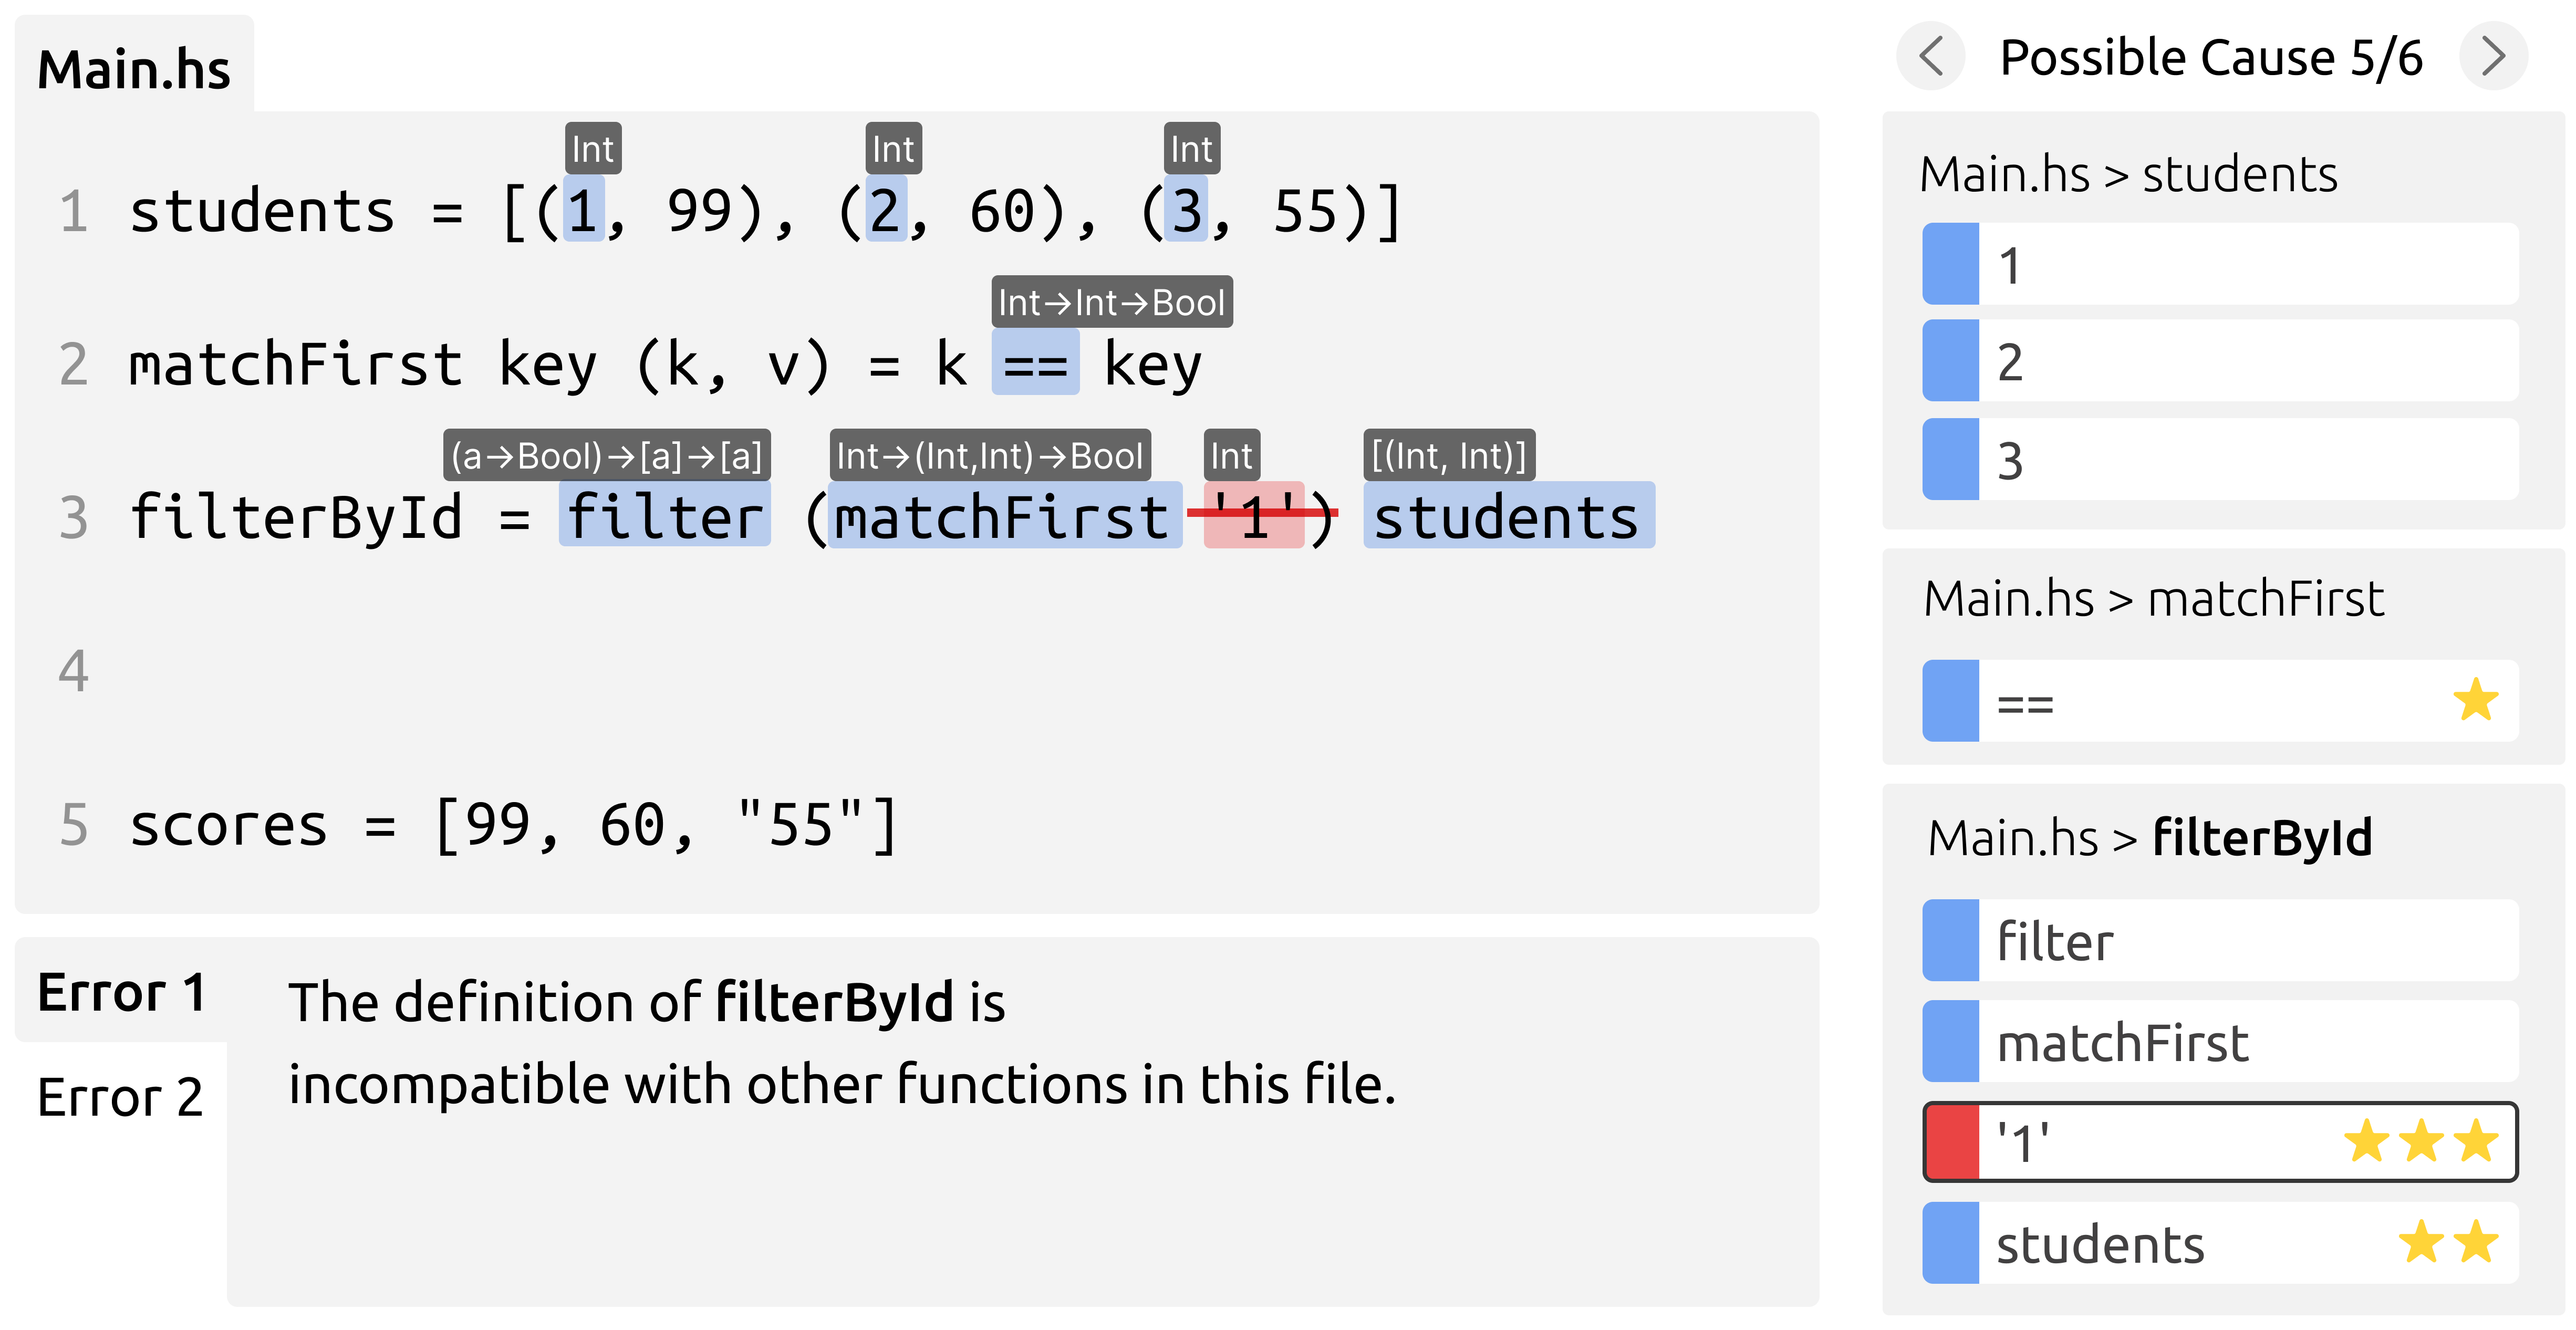 Main.hs
Int Int Int
1 students = [(1, 99), (2, 60), (3, 55)]
Int→Int→Bool
2 matchFirst key (k, v) = k == key
(a→Bool)→[a]→[a] Int→(Int,Int)→Bool Int [(Int, Int)]
3 filterById = filter (matchFirst '1') students
4
5 scores = [99, 60, "55"]
Error 1
Error 2
The definition of filterById is
incompatible with other functions in this file.
Possible Cause 5/6
Main.hs > students
1
2
3
Main.hs > matchFirst
==
Main.hs > filterById
filter
matchFirst
'1'
students